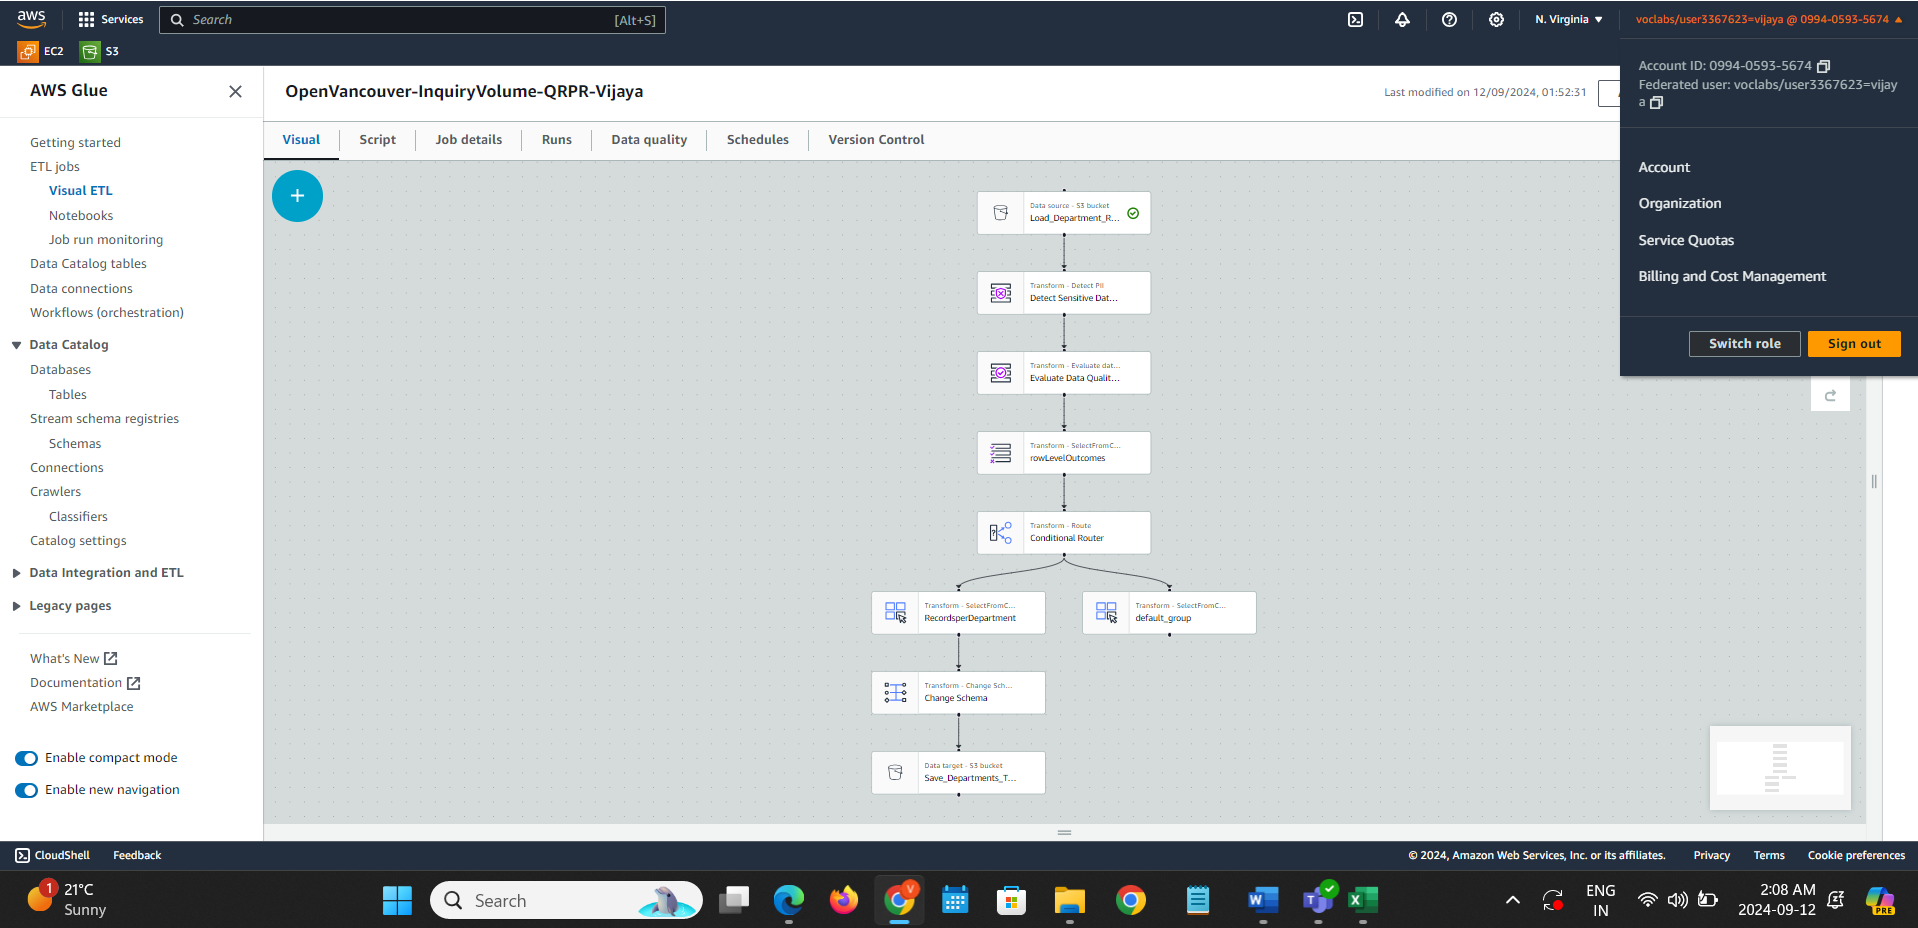 aws
Services
Search
[Alt+S]
N. Virginia
voclabs/user3367623=vijaya @ 0994-0593-5674
EC2
S3
Account ID: 0994-0593-5674
Federated user: voclabs/user3367623=vijay
a
Account
Organization
Service Quotas
Billing and Cost Management
Switch role
Sign out
AWS Glue
Getting started
ETL jobs
Visual ETL
Notebooks
Job run monitoring
Data Catalog tables
Data connections
Workflows (orchestration)
Data Catalog
Databases
Tables
Stream schema registries
Schemas
Connections
Crawlers
Classifiers
Catalog settings
Data Integration and ETL
Legacy pages
What's New
Documentation
AWS Marketplace
Enable compact mode
Enable new navigation
OpenVancouver-InquiryVolume-QRPR-Vijaya
Last modified on 12/09/2024, 01:52:31
Visual
Script
Job details
Runs
Data quality
Schedules
Version Control
Data source - S3 bucket
Load_Department_R...
Transform - Detect PII
Detect Sensitive Dat...
Transform - Evaluate dat...
Evaluate Data Qualit...
Transform - SelectFromC...
rowLevelOutcomes
Transform - Route
Conditional Router
Transform - SelectFromC...
RecordsperDepartment
Transform - SelectFromC...
default_group
Transform - Change Sch...
Change Schema
Data target - S3 bucket
Save_Departments_T...
CloudShell
Feedback
© 2024, Amazon Web Services, Inc. or its affiliates.
Privacy
Terms
Cookie preferences
1
21°C
Sunny
Search
V
W
T
X
ENG
IN
2:08 AM
2024-09-12
PRE